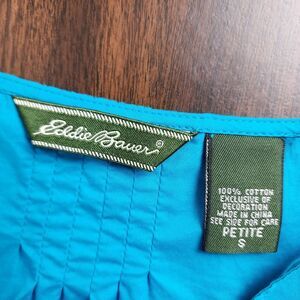 Eddie Bauer®
100% COTTON
EXCLUSIVE OF
DECORATION
MADE IN CHINA
SEE SIDE FOR CARE
PETITE
S